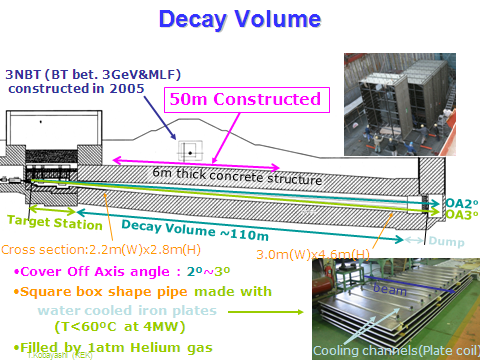 Decay Volume
3NBT (BT bet. 3GeV&MLF)
constructed in 2005
50m Constructed
6m thick concrete structure
OA2°
OA3°
Target Station
Decay Volume ~110m
Dump
Cross section:2.2m(W)x2.8m(H)
3.0m(W)x4.6m(H)
•Cover Off Axis angle : 2°~3°
•Square box shape pipe made with
water cooled iron plates
(T<60°C at 4MW)
•Filled by 1atm Helium gas
T.Kobayashi (KEK)
beam
Cooling channels(Plate coil)